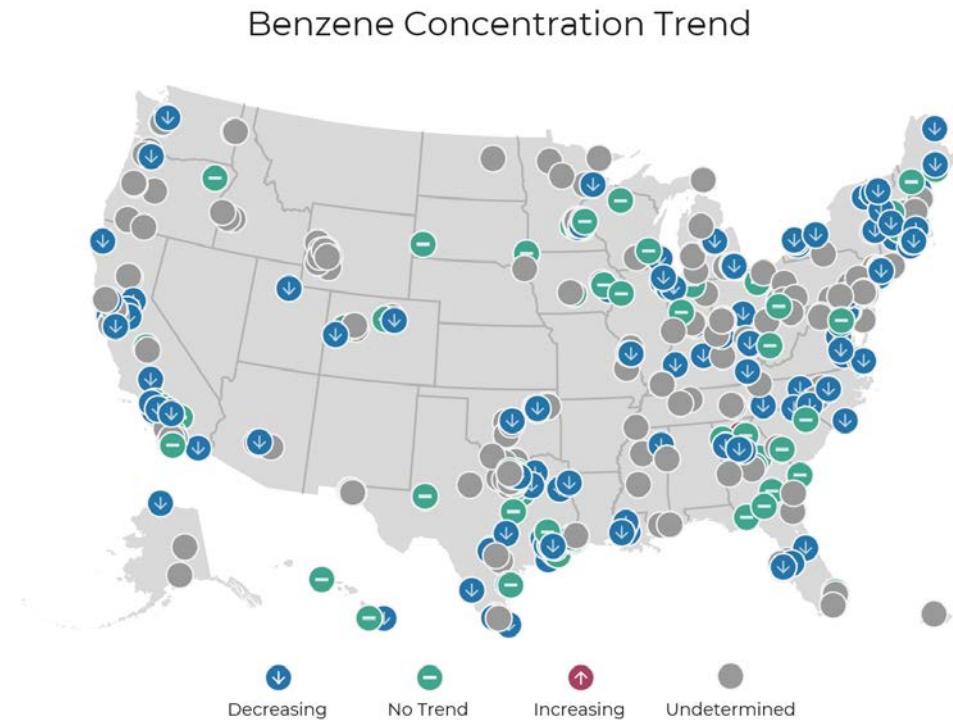 Benzene Concentration Trend
Decreasing
No Trend
Increasing
Undetermined